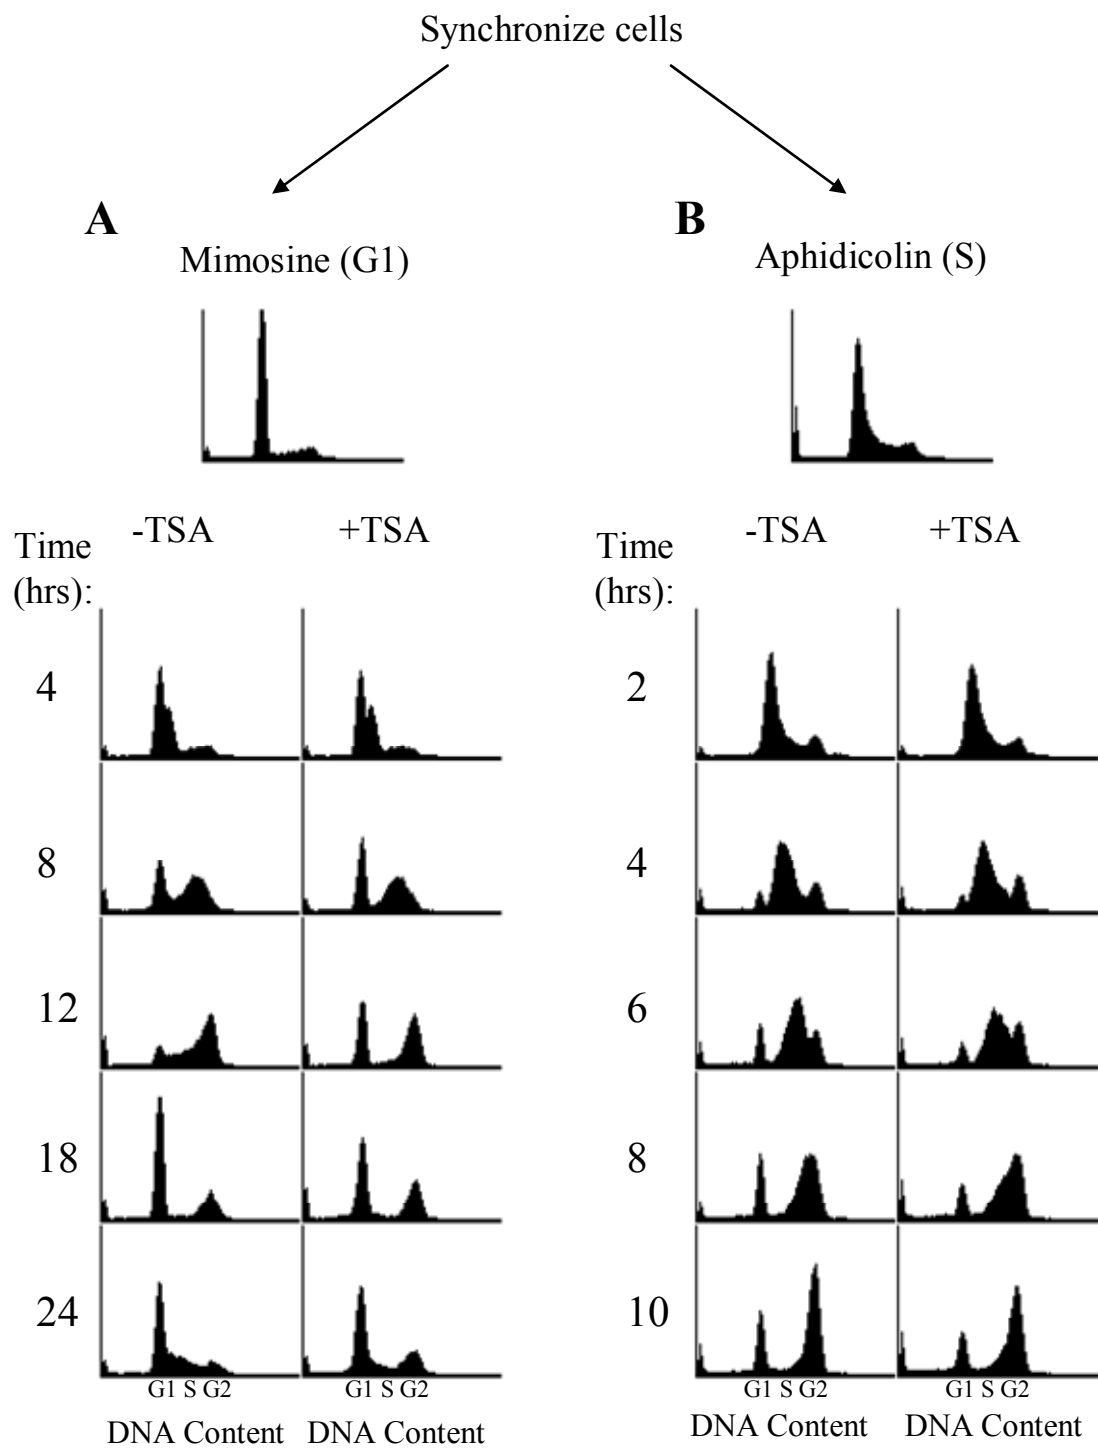 Synchronize cells
A
Mimosine (G1)
B
Aphidicolin (S)
Time
(hrs):
-TSA
+TSA
4
8
12
18
24
G1 S G2
G1 S G2
DNA Content
DNA Content
Time
(hrs):
-TSA
+TSA
2
4
6
8
10
G1 S G2
G1 S G2
DNA Content
DNA Content